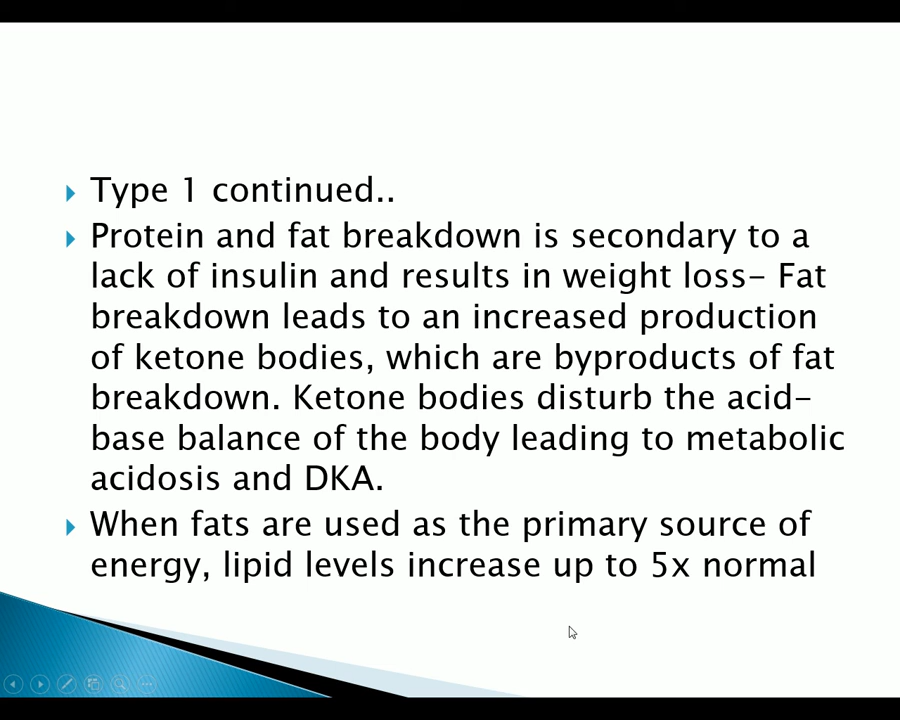 Type 1 continued..
Protein and fat breakdown is secondary to a
lack of insulin and results in weight loss– Fat
breakdown leads to an increased production
of ketone bodies, which are byproducts of fat
breakdown. Ketone bodies disturb the acid–
base balance of the body leading to metabolic
acidosis and DKA.
When fats are used as the primary source of
energy, lipid levels increase up to 5x normal